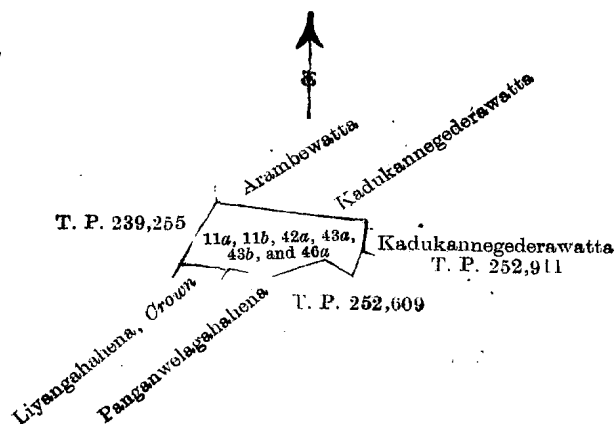 Arambewatta
Kadukannegederawatta
T. P. 239,255
11a, 11b, 42a, 43a,
43b, and 46a
Kadukannegederawatta
T. P. 252,911
T. P. 252,609
Liyangahahena, Crown
Panganwelagahahena